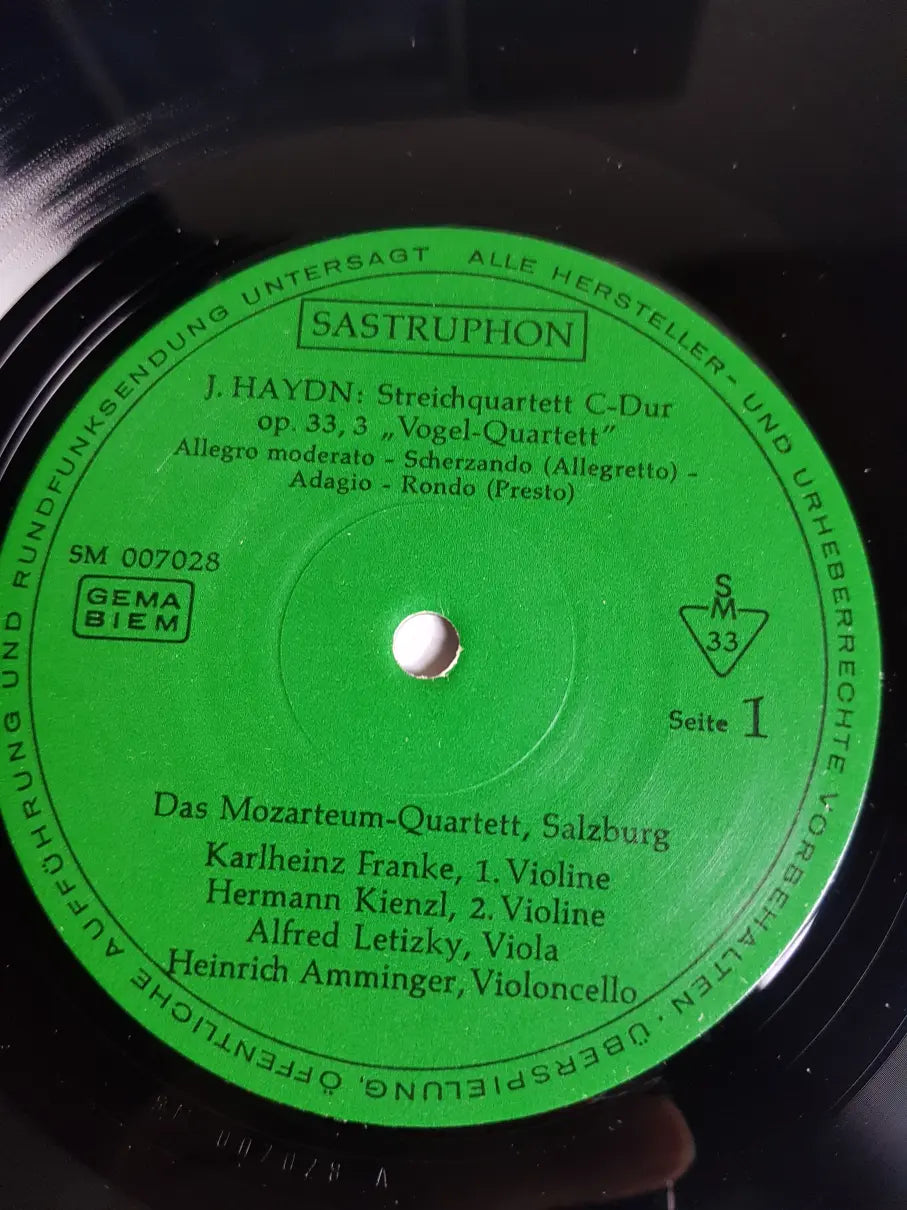 ALLE HERSTELLER- UND URHEBERRECHTE VORBEHALTEN · ÜBERSPIELUNG, ÖFFENTLICHE AUFFÜHRUNG UND RUNDFUNKSENDUNG UNTERSAGT
SASTRUPHON
J. HAYDN: Streichquartett C-Dur
op. 33, 3 „Vogel-Quartett”
Allegro moderato - Scherzando (Allegretto) -
Adagio - Rondo (Presto)
SM 007028
GEMA
BIEM
S
M
33
Seite 1
Das Mozarteum-Quartett, Salzburg
Karlheinz Franke, 1. Violine
Hermann Kienzl, 2. Violine
Alfred Letizky, Viola
Heinrich Amminger, Violoncello
007028 A